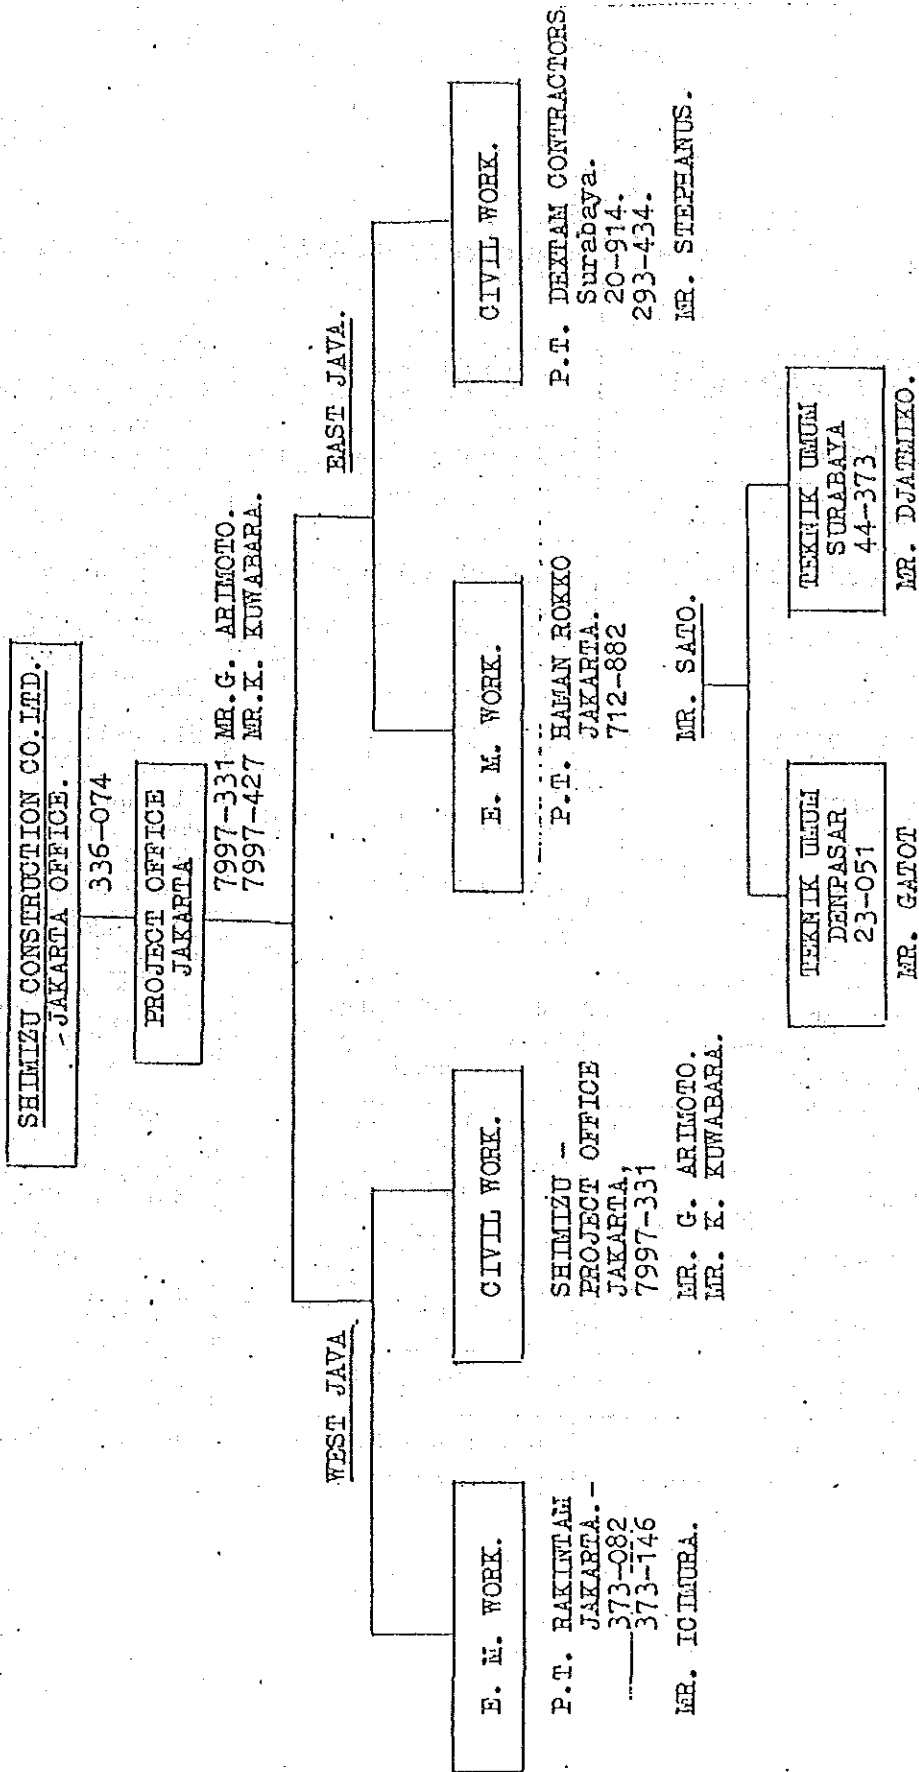 SHIMIZU CONSTRUCTION CO.LTD.
-JAKARTA OFFICE.
336-074
PROJECT OFFICE
JAKARTA
7997-331 MR.G. ARIMOTO.
7997-427 MR.K. KUWABARA.
WEST JAVA
EAST JAVA.
E. M. WORK.
CIVIL WORK.
E. M. WORK.
CIVIL WORK.
P.T. RAKINTAM
JAKARTA.-
373-082
373-146
MR. ICIMURA.
SHIMIZU -
PROJECT OFFICE
JAKARTA,
7997-331
MR. G. ARIMOTO.
MR. K. KUWABARA.
P.T. HAMAN ROKKO
JAKARTA.
712-882
MR. SATO.
P.T. DEXTAM CONTRACTORS
Surabaya.
20-914.
293-434.
MR. STEPHANUS.
TEKNIK UMUM
DENPASAR
23-051
MR. GATOT
TEKNIK UMUM
SURABAYA
44-373
MR. DJATMIKO.